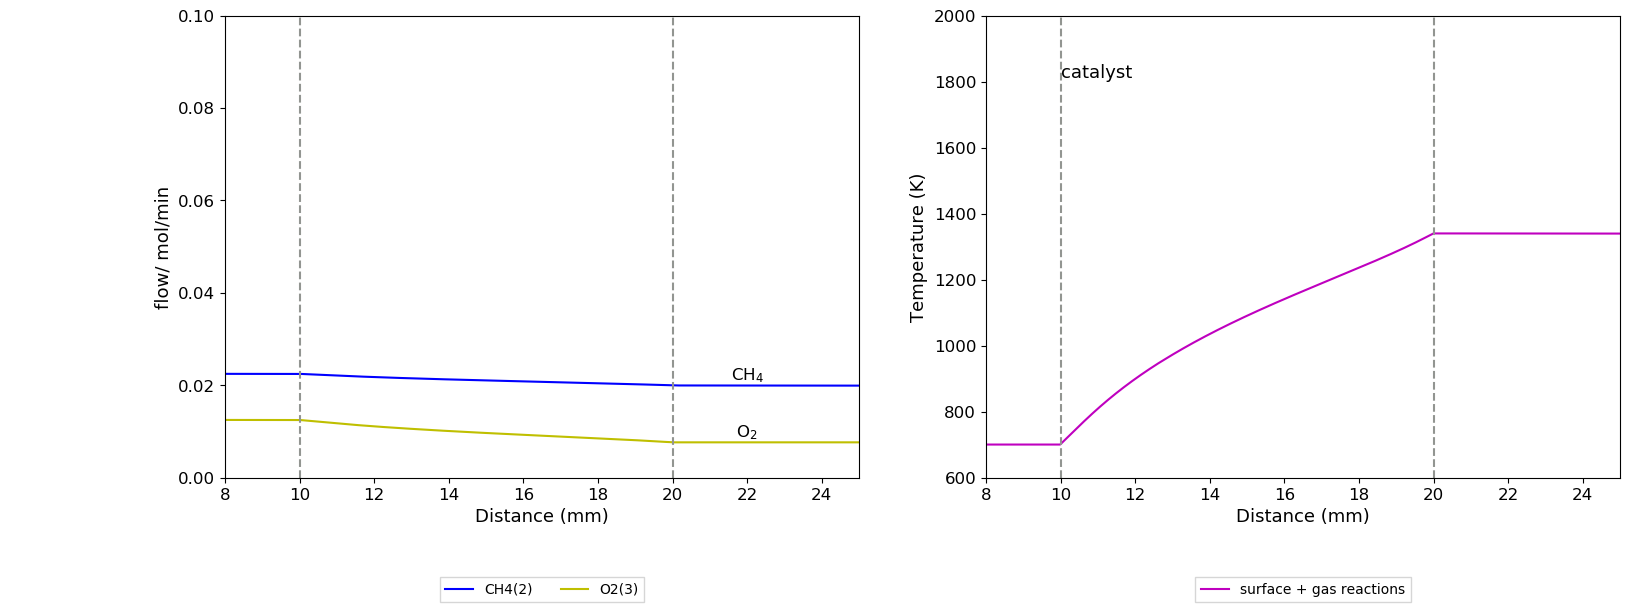 0.10
0.08
0.06
0.04
0.02
0.00
flow/ mol/min
CH₄
O₂
8 10 12 14 16 18 20 22 24
Distance (mm)
CH4(2) O2(3)
2000
1800
1600
1400
1200
1000
800
600
Temperature (K)
catalyst
8 10 12 14 16 18 20 22 24
Distance (mm)
surface + gas reactions